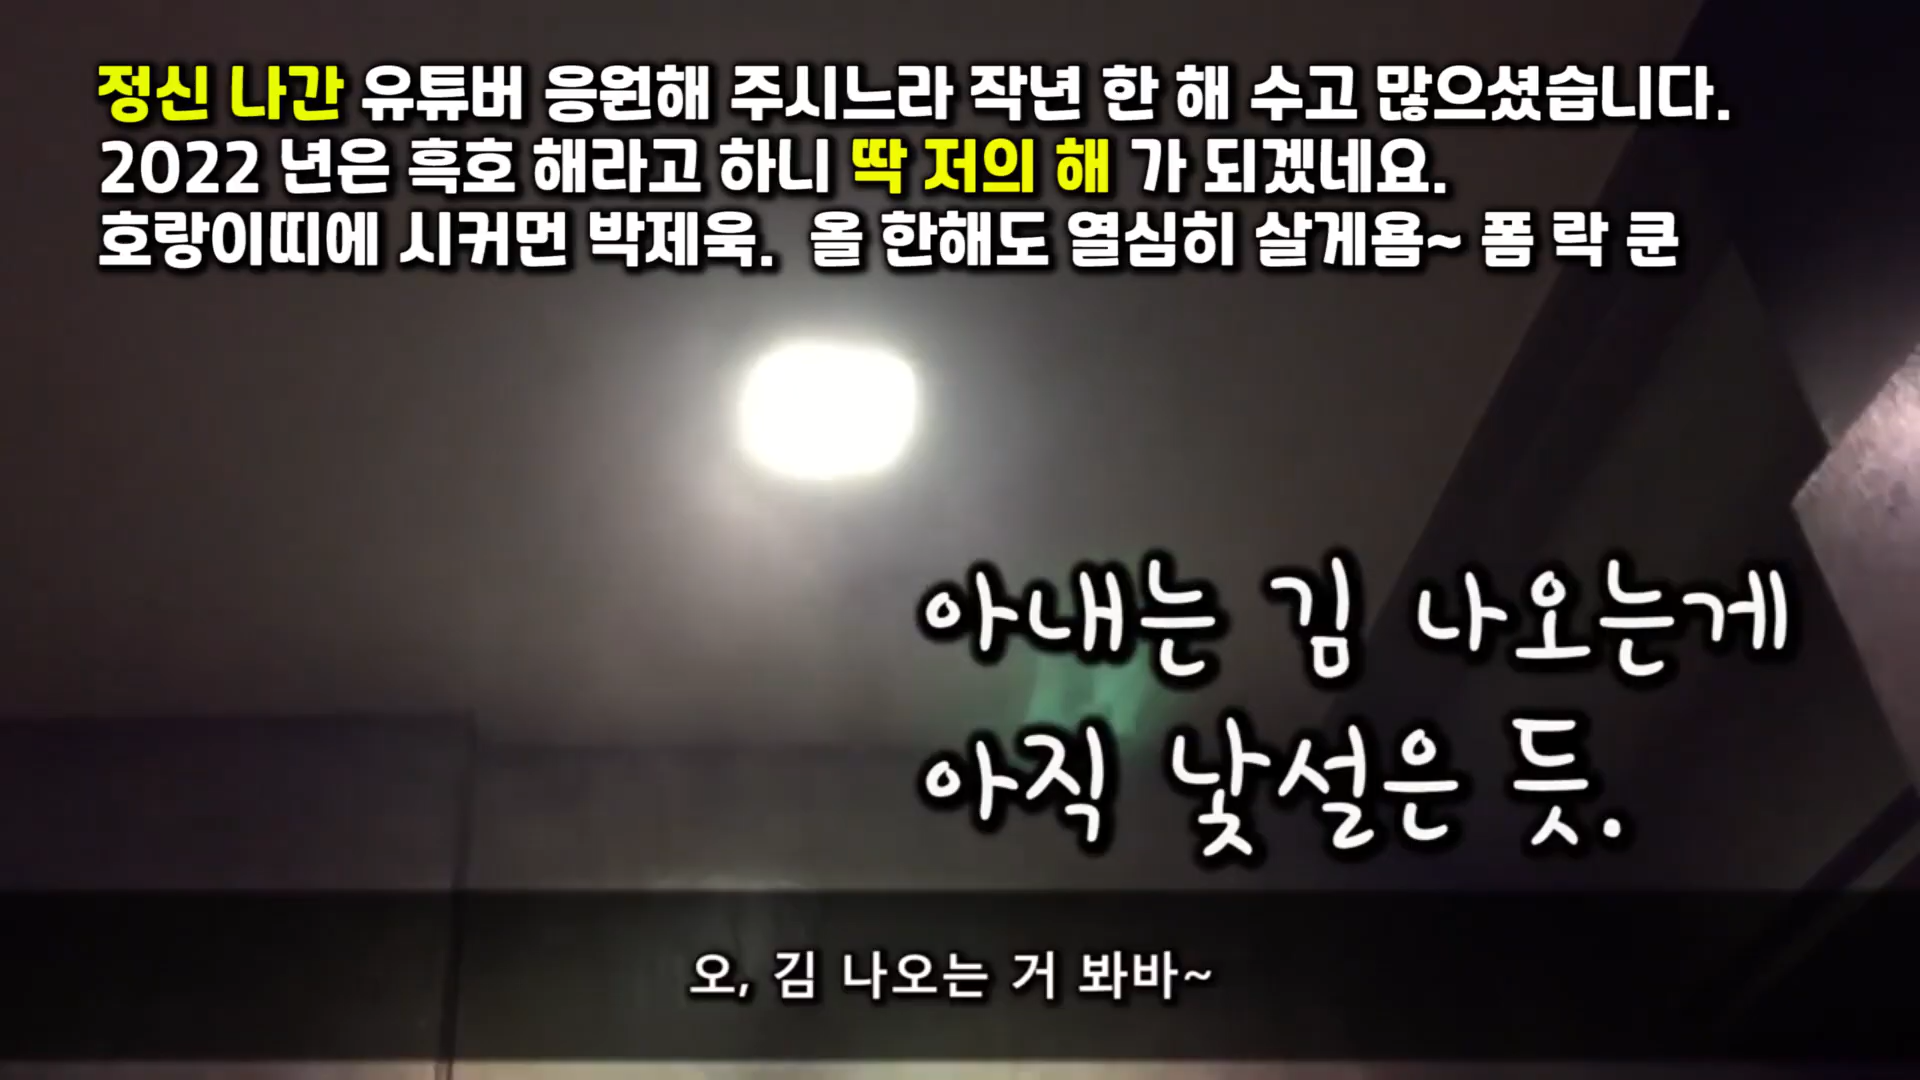 정신 나간 유튜버 응원해 주시느라 작년 한 해 수고 많으셨습니다.
2022 년은 흑호 해라고 하니 딱 저의 해 가 되겠네요.
호랑이띠에 시커먼 박제욱. 올 한해도 열심히 살게욤~ 폼 락 쿤
아내는 김 나오는게
아직 낯설은 듯.
오, 김 나오는 거 봐바~